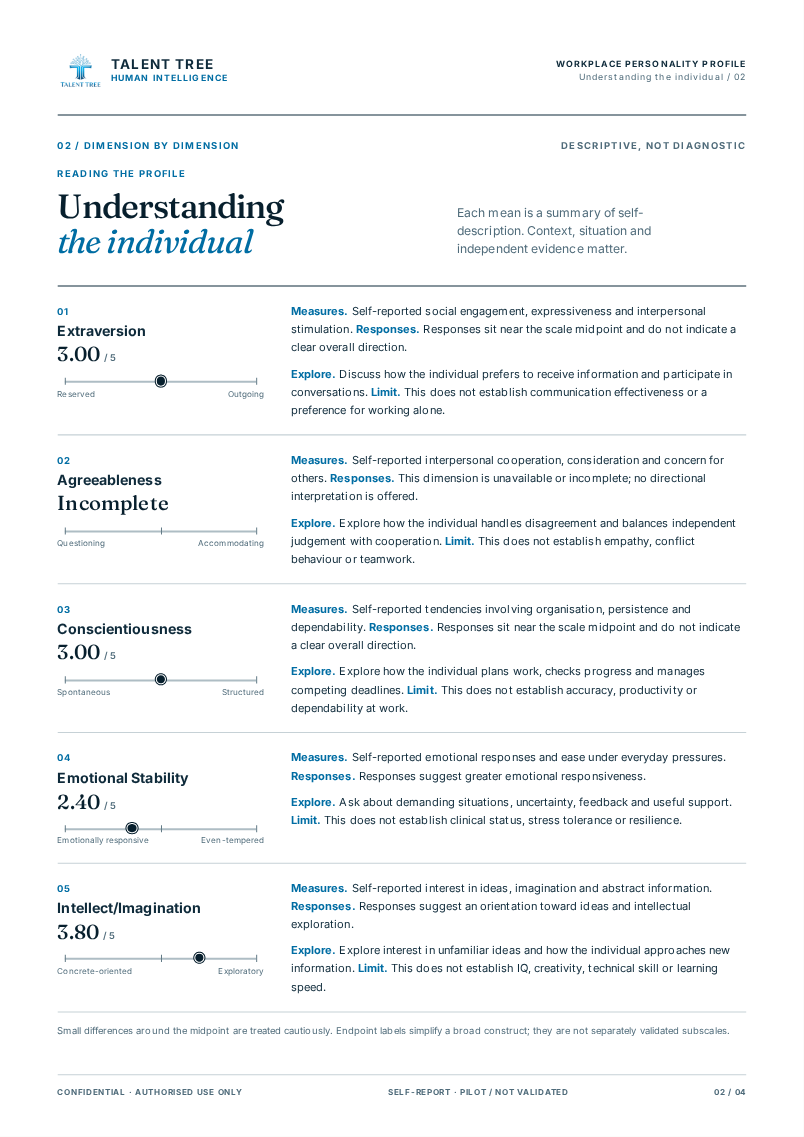 TALENT TREE
TALENT TREE
HUMAN INTELLIGENCE
WORKPLACE PERSONALITY PROFILE
Understanding the individual / 02
02 / DIMENSION BY DIMENSION
DESCRIPTIVE, NOT DIAGNOSTIC
READING THE PROFILE
Understanding
the individual
Each mean is a summary of self-
description. Context, situation and
independent evidence matter.
01
Extraversion
3.00 / 5
Reserved
Outgoing
Measures. Self-reported social engagement, expressiveness and interpersonal
stimulation. Responses. Responses sit near the scale midpoint and do not indicate a
clear overall direction.
Explore. Discuss how the individual prefers to receive information and participate in
conversations. Limit. This does not establish communication effectiveness or a
preference for working alone.
02
Agreeableness
Incomplete
Questioning
Accommodating
Measures. Self-reported interpersonal cooperation, consideration and concern for
others. Responses. This dimension is unavailable or incomplete; no directional
interpretation is offered.
Explore. Explore how the individual handles disagreement and balances independent
judgement with cooperation. Limit. This does not establish empathy, conflict
behaviour or teamwork.
03
Conscientiousness
3.00 / 5
Spontaneous
Structured
Measures. Self-reported tendencies involving organisation, persistence and
dependability. Responses. Responses sit near the scale midpoint and do not indicate
a clear overall direction.
Explore. Explore how the individual plans work, checks progress and manages
competing deadlines. Limit. This does not establish accuracy, productivity or
dependability at work.
04
Emotional Stability
2.40 / 5
Emotionally responsive
Even-tempered
Measures. Self-reported emotional responses and ease under everyday pressures.
Responses. Responses suggest greater emotional responsiveness.
Explore. Ask about demanding situations, uncertainty, feedback and useful support.
Limit. This does not establish clinical status, stress tolerance or resilience.
05
Intellect/Imagination
3.80 / 5
Concrete-oriented
Exploratory
Measures. Self-reported interest in ideas, imagination and abstract information.
Responses. Responses suggest an orientation toward ideas and intellectual
exploration.
Explore. Explore interest in unfamiliar ideas and how the individual approaches new
information. Limit. This does not establish IQ, creativity, technical skill or learning
speed.
Small differences around the midpoint are treated cautiously. Endpoint labels simplify a broad construct; they are not separately validated subscales.
CONFIDENTIAL · AUTHORISED USE ONLY
SELF-REPORT · PILOT / NOT VALIDATED
02 / 04